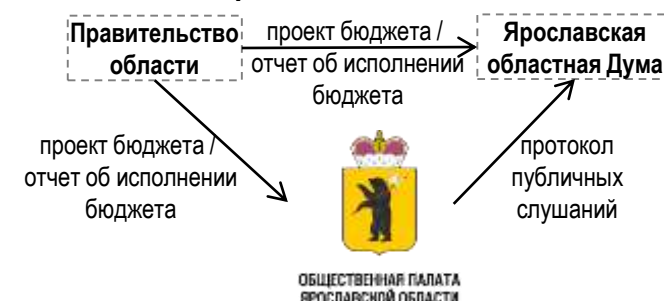 Правительство
области
проект бюджета /
отчет об исполнении
бюджета
Ярославская
областная Дума
проект бюджета /
отчет об исполнении
бюджета
протокол
публичных
слушаний
ОБЩЕСТВЕННАЯ ПАЛАТА
ЯРОСЛАВСКОЙ ОБЛАСТИ